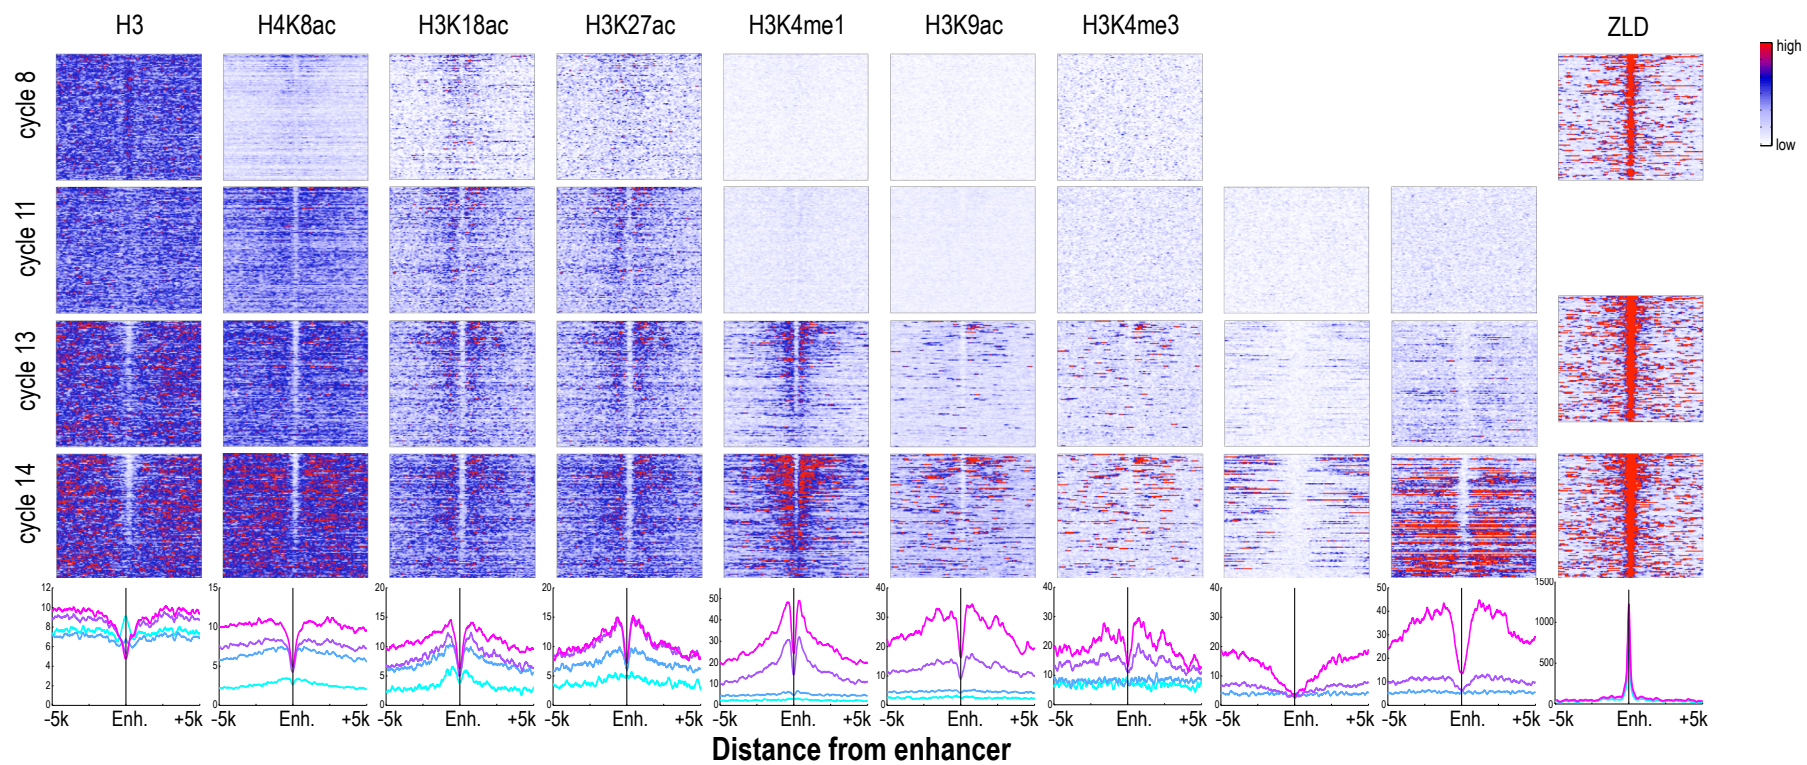 H3 H4K8ac H3K18ac H3K27ac H3K4me1 H3K9ac H3K4me3 ZLD
high
low
cycle 8
cycle 11
cycle 13
cycle 14
12 10 8 6 4 2 0
15 10 5 0
20 15 10 5 0
20 15 10 5 0
50 40 30 20 10 0
40 30 20 10 0
40 30 20 10 0
40 30 20 10 0
50 40 30 20 10 0
1500 1000 500 0
-5k Enh. +5k -5k Enh. +5k -5k Enh. +5k -5k Enh. +5k -5k Enh. +5k -5k Enh. +5k -5k Enh. +5k -5k Enh. +5k -5k Enh. +5k -5k Enh. +5k
Distance from enhancer